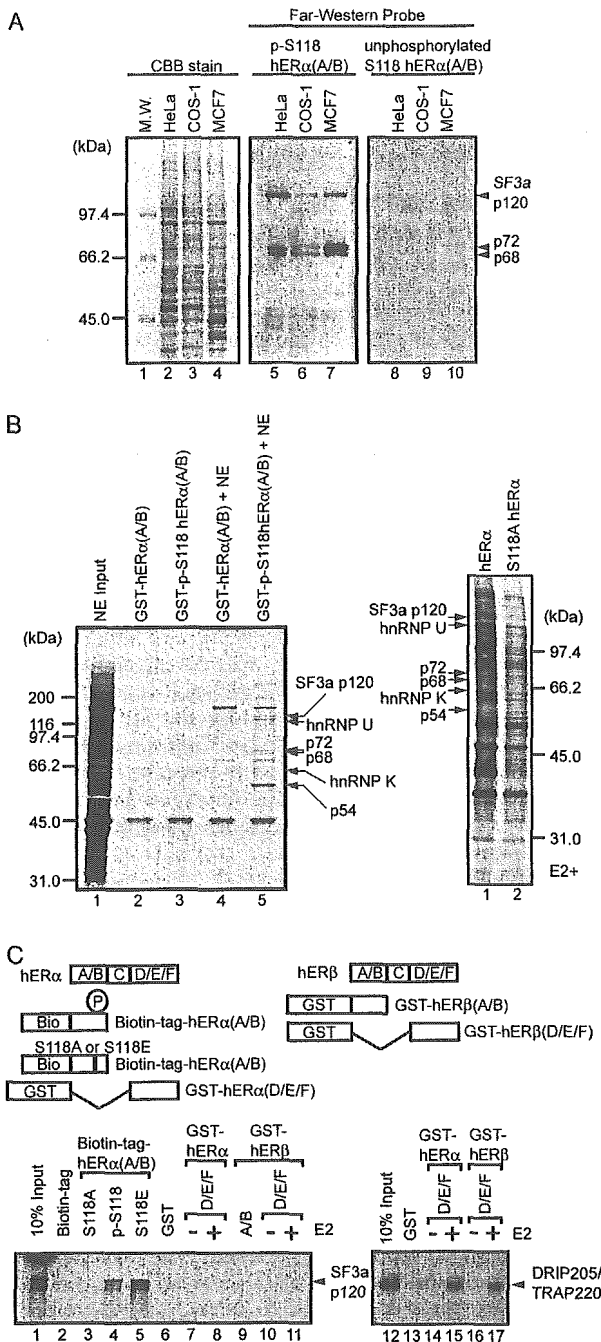 A
Far-Western Probe
CBB stain
p-S118
hERα(A/B)
unphosphorylated
S118 hERα(A/B)
M.W.
HeLa
COS-1
MCF7
HeLa
COS-1
MCF7
HeLa
COS-1
MCF7
(kDa)
97.4
66.2
45.0
SF3a
p120
p72
p68
1 2 3 4 5 6 7 8 9 10
B
NE Input
GST-hERα(A/B)
GST-p-S118 hERα(A/B)
GST-hERα(A/B) + NE
GST-p-S118hERα(A/B) + NE
(kDa)
200
116
97.4
66.2
45.0
31.0
SF3a p120
hnRNP U
p72
p68
hnRNP K
p54
1 2 3 4 5
hERα
S118A hERα
SF3a p120
hnRNP U
p72
p68
hnRNP K
p54
(kDa)
97.4
66.2
45.0
31.0
E2+
1 2
C
hERα A/B C D/E/F
P
Bio Biotin-tag-hERα(A/B)
S118A or S118E
Bio Biotin-tag-hERα(A/B)
GST GST-hERα(D/E/F)
hERβ A/B C D/E/F
GST GST-hERβ(A/B)
GST GST-hERβ(D/E/F)
10% Input
Biotin-tag
Biotin-tag-
hERα(A/B)
S118A
p-S118
S118E
GST
GST-
hERα
D/E/F
- +
GST-
hERβ
A/B
D/E/F
- + E2
SF3a
p120
1 2 3 4 5 6 7 8 9 10 11
10% Input
GST
GST-
hERα
D/E/F
- +
GST-
hERβ
D/E/F
- + E2
DRIP205/
TRAP220
12 13 14 15 16 17